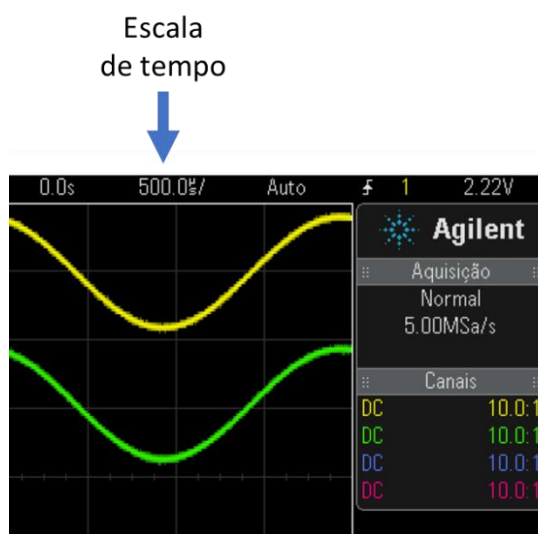 Escala
de tempo
0.0s 500.0µs/ Auto 1 2.22V
Agilent
Aquisição
Normal
5.00MSa/s
Canais
DC 10.0:1
DC 10.0:1
DC 10.0:1
DC 10.0:1